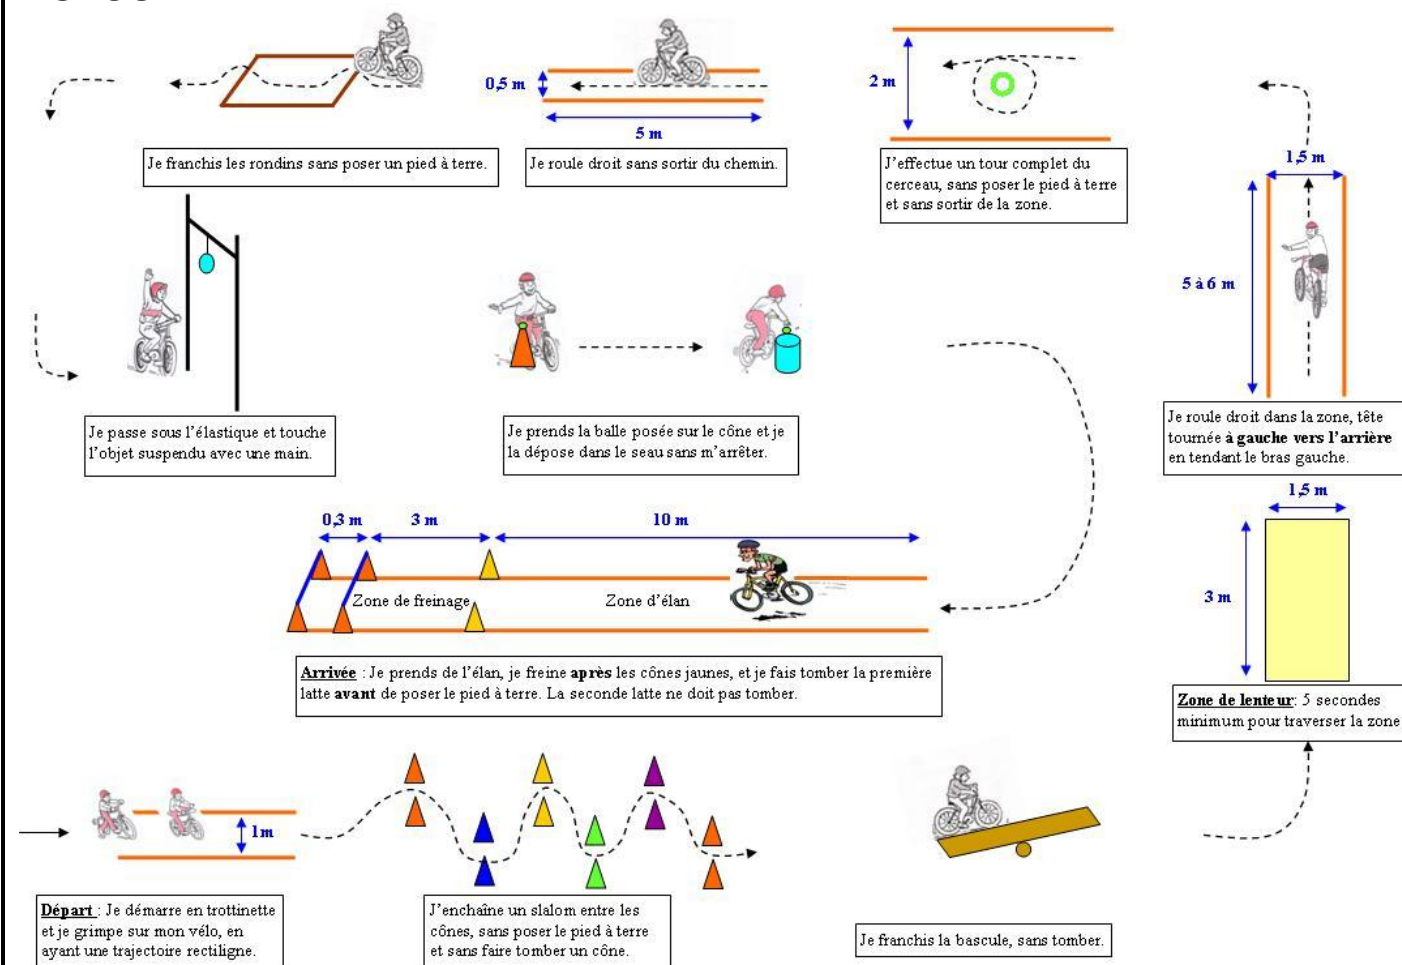 0,5 m
5 m
2 m
Je franchis les rondins sans poser un pied à terre.
Je roule droit sans sortir du chemin.
J'effectue un tour complet du
cerceau, sans poser le pied à terre
et sans sortir de la zone.
1,5 m
5 à 6 m
Je passe sous l'élastique et touche
l'objet suspendu avec une main.
Je prends la balle posée sur le cône et je
la dépose dans le seau sans m'arrêter.
Je roule droit dans la zone, tête
tournée à gauche vers l'arrière
en tendant le bras gauche.
1,5 m
3 m
0,3 m
3 m
10 m
Zone de freinage
Zone d'élan
Arrivée : Je prends de l'élan, je freine après les cônes jaunes, et je fais tomber la première
latte avant de poser le pied à terre. La seconde latte ne doit pas tomber.
Zone de lenteur: 5 secondes
minimum pour traverser la zone
1m
Départ : Je démarre en trottinette
et je grimpe sur mon vélo, en
ayant une trajectoire rectiligne.
J'enchaîne un slalom entre les
cônes, sans poser le pied à terre
et sans faire tomber un cône.
Je franchis la bascule, sans tomber.